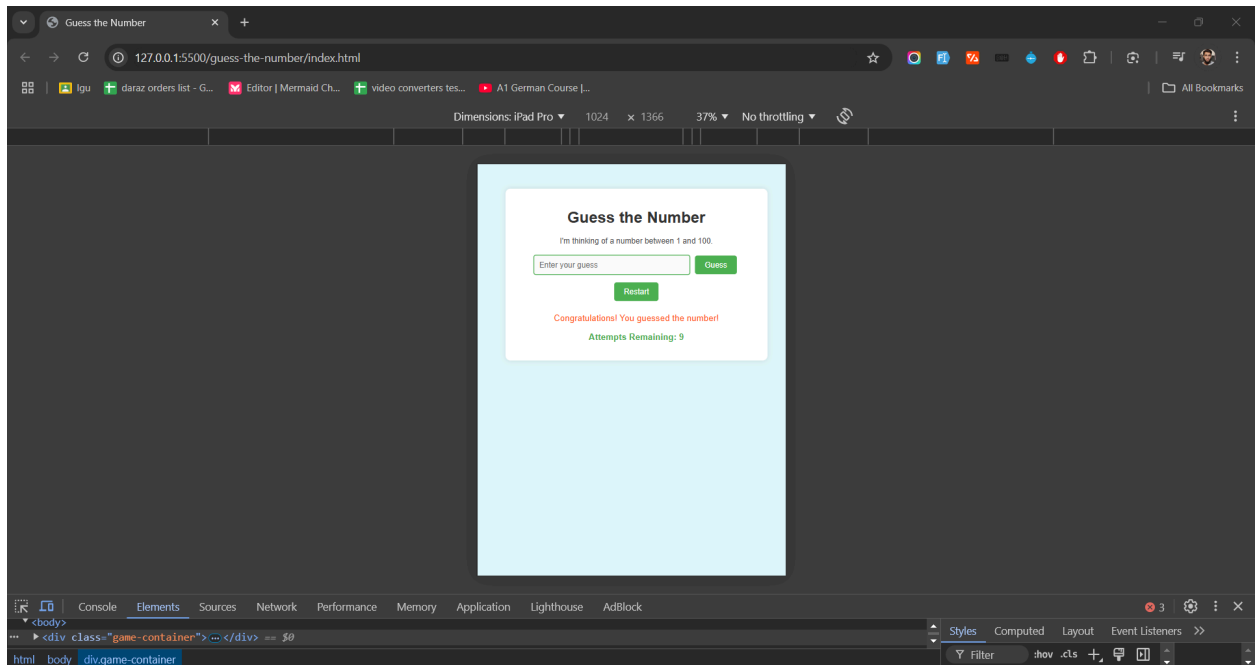 Guess the Number
127.0.0.1:5500/guess-the-number/index.html
Igu daraz orders list - G... Editor | Mermaid Ch... video converters tes... A1 German Course |... All Bookmarks
Dimensions: iPad Pro 1024 × 1366 37% No throttling
Guess the Number
I'm thinking of a number between 1 and 100.
Enter your guess Guess
Restart
Congratulations! You guessed the number!
Attempts Remaining: 9
Console Elements Sources Network Performance Memory Application Lighthouse AdBlock 3
<body>
<div class="game-container">…</div> == $0
Styles Computed Layout Event Listeners
Filter :hov .cls
html body div.game-container